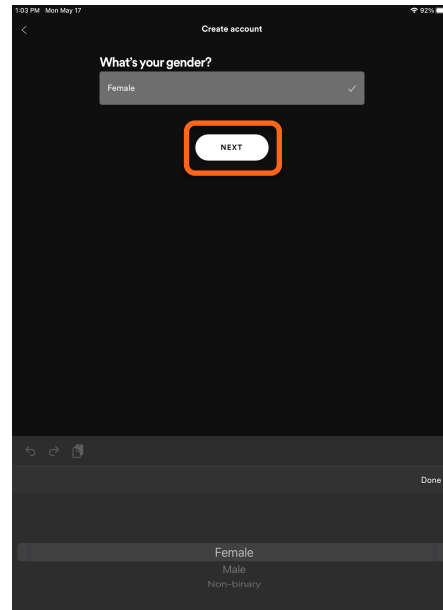 1:03 PM Mon May 17
92%
Create account
What's your gender?
Female
NEXT
Done
Female
Male
Non-binary